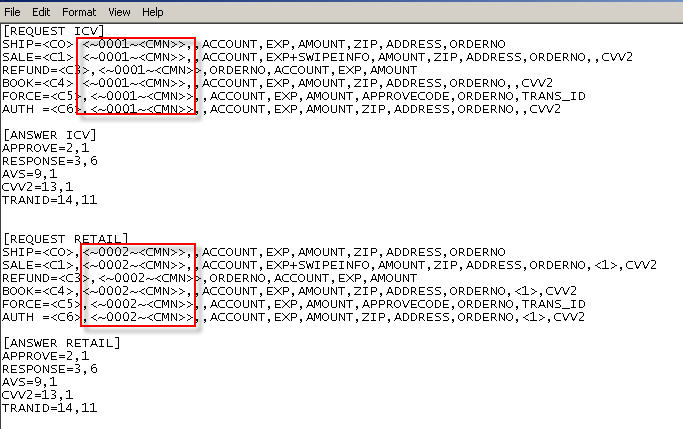 File Edit Format View Help
[REQUEST ICV]
SHIP=<C0>,<~0001~<CMN>>,,ACCOUNT,EXP,AMOUNT,ZIP,ADDRESS,ORDERNO
SALE=<C1>,<~0001~<CMN>>,,ACCOUNT,EXP+SWIPEINFO,AMOUNT,ZIP,ADDRESS,ORDERNO,,CVV2
REFUND=<C3>,<~0001~<CMN>>,ORDERNO,ACCOUNT,EXP,AMOUNT
BOOK=<C4>,<~0001~<CMN>>,,ACCOUNT,EXP,AMOUNT,ZIP,ADDRESS,ORDERNO,,CVV2
FORCE=<C5>,<~0001~<CMN>>,,ACCOUNT,EXP,AMOUNT,APPROVECODE,ORDERNO,TRANS_ID
AUTH =<C6>,<~0001~<CMN>>,,ACCOUNT,EXP,AMOUNT,ZIP,ADDRESS,ORDERNO,,CVV2
[ANSWER ICV]
APPROVE=2,1
RESPONSE=3,6
AVS=9,1
CVV2=13,1
TRANID=14,11
[REQUEST RETAIL]
SHIP=<C0>,<~0002~<CMN>>,,ACCOUNT,EXP,AMOUNT,ZIP,ADDRESS,ORDERNO
SALE=<C1>,<~0002~<CMN>>,,ACCOUNT,EXP+SWIPEINFO,AMOUNT,ZIP,ADDRESS,ORDERNO,<1>,CVV2
REFUND=<C3>,<~0002~<CMN>>,ORDERNO,ACCOUNT,EXP,AMOUNT
BOOK=<C4>,<~0002~<CMN>>,,ACCOUNT,EXP,AMOUNT,ZIP,ADDRESS,ORDERNO,<1>,CVV2
FORCE=<C5>,<~0002~<CMN>>,,ACCOUNT,EXP,AMOUNT,APPROVECODE,ORDERNO,TRANS_ID
AUTH =<C6>,<~0002~<CMN>>,,ACCOUNT,EXP,AMOUNT,ZIP,ADDRESS,ORDERNO,<1>,CVV2
[ANSWER RETAIL]
APPROVE=2,1
RESPONSE=3,6
AVS=9,1
CVV2=13,1
TRANID=14,11